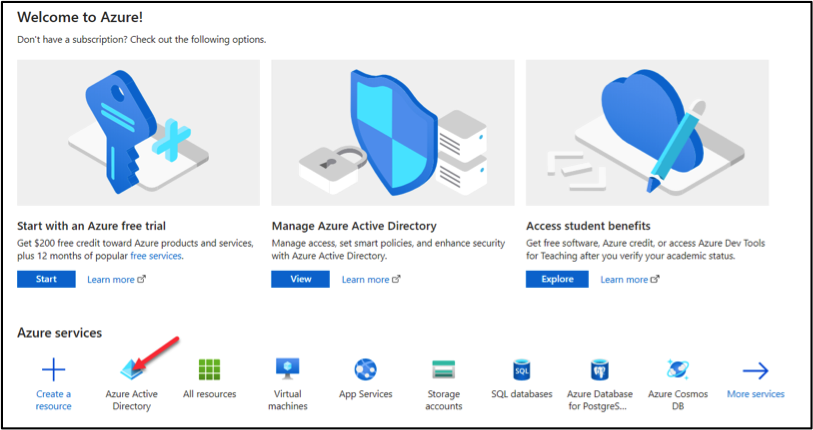 Welcome to Azure!
Don't have a subscription? Check out the following options.
Start with an Azure free trial
Get $200 free credit toward Azure products and services,
plus 12 months of popular free services.
Start
Learn more
Manage Azure Active Directory
Manage access, set smart policies, and enhance security
with Azure Active Directory.
View
Learn more
Access student benefits
Get free software, Azure credit, or access Azure Dev Tools
for Teaching after you verify your academic status.
Explore
Learn more
Azure services
Create a
resource
Azure Active
Directory
All resources
Virtual
machines
App Services
Storage
accounts
SQL
SQL databases
Azure Database
for PostgreS...
Azure Cosmos
DB
More services